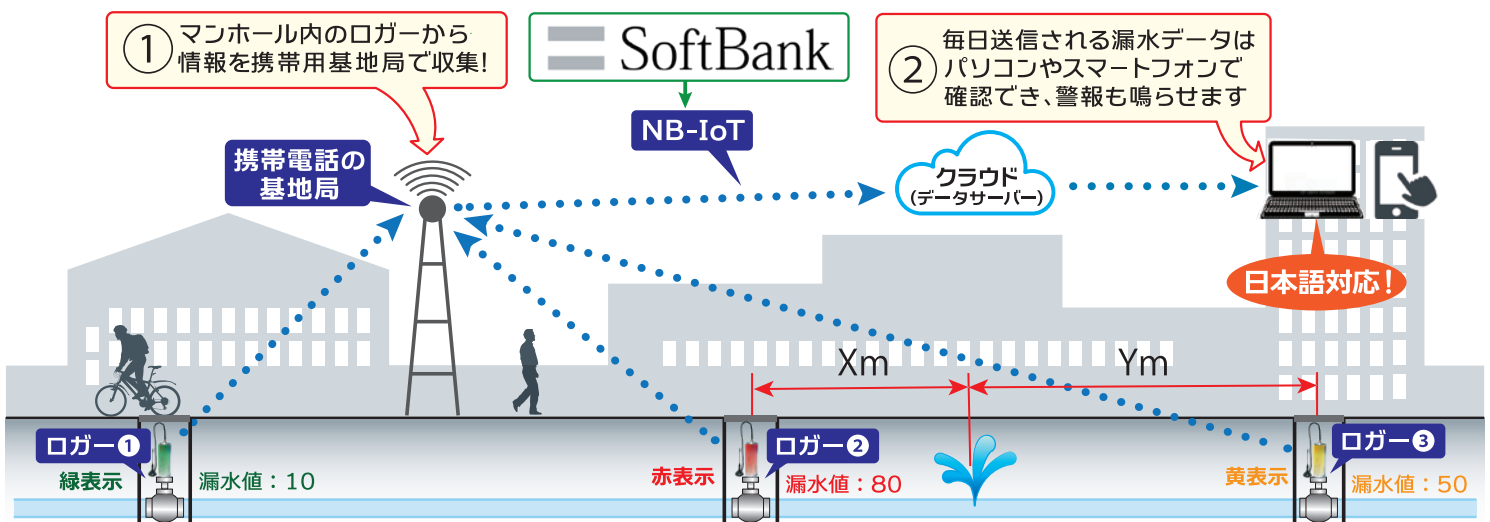 ① マンホール内のロガーから
情報を携帯用基地局で収集!
SoftBank
NB-IoT
② 毎日送信される漏水データは
パソコンやスマートフォンで
確認でき、警報も鳴らせます
携帯電話の
基地局
クラウド
(データサーバー)
日本語対応!
Xm
Ym
ロガー❶
緑表示
漏水値：10
ロガー❷
赤表示
漏水値：80
ロガー❸
黄表示
漏水値：50